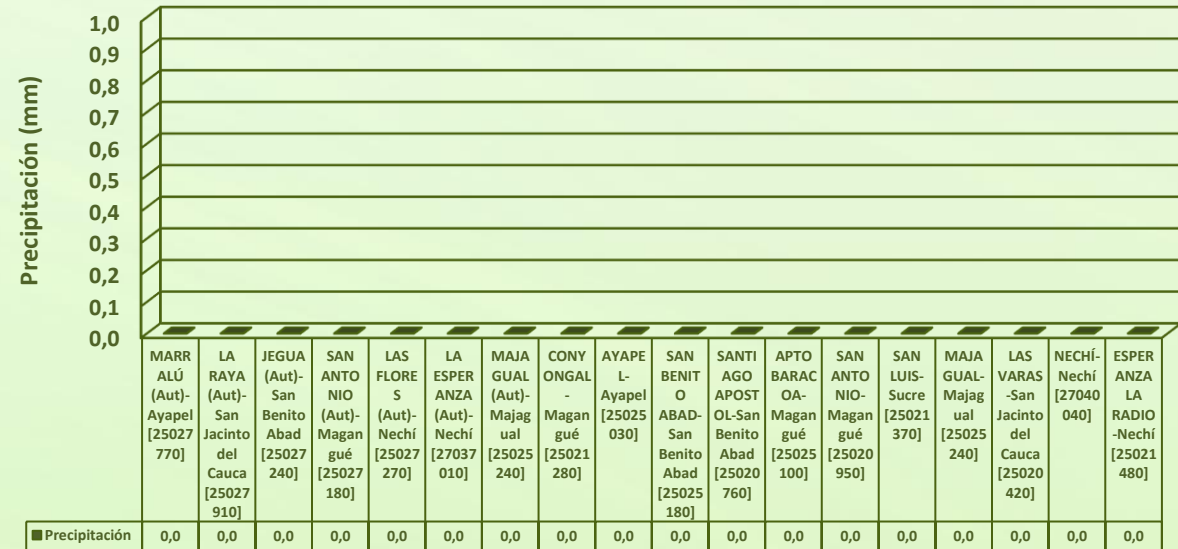 Precipitación (mm)
1,0
0,9
0,8
0,7
0,6
0,5
0,4
0,3
0,2
0,1
0,0
MARR
ALÚ
(Aut)-
Ayapel
[25027
770]
LA
RAYA
(Aut)-
San
Jacinto
del
Cauca
[25027
910]
JEGUA
(Aut)-
San
Benito
Abad
[25027
240]
SAN
ANTO
NIO
(Aut)-
Magan
gué
[25027
180]
LAS
FLORE
S
(Aut)-
Nechí
[25027
270]
LA
ESPER
ANZA
(Aut)-
Nechí
[27037
010]
MAJA
GUAL
(Aut)-
Majag
ual
[25025
240]
CONY
ONGAL
-
Magan
gué
[25021
280]
AYAPE
L-
Ayapel
[25025
030]
SAN
BENIT
O
ABAD-
San
Benito
Abad
[25025
180]
SANTI
AGO
APOST
OL-San
Benito
Abad
[25020
760]
APTO
BARAC
OA-
Magan
gué
[25025
100]
SAN
ANTO
NIO-
Magan
gué
[25020
950]
SAN
LUIS-
Sucre
[25021
370]
MAJA
GUAL-
Majag
ual
[25025
240]
LAS
VARAS
-San
Jacinto
del
Cauca
[25020
420]
NECHÍ-
Nechí
[27040
040]
ESPER
ANZA
LA
RADIO
-Nechí
[25021
480]
Precipitación 0,0 0,0 0,0 0,0 0,0 0,0 0,0 0,0 0,0 0,0 0,0 0,0 0,0 0,0 0,0 0,0 0,0 0,0